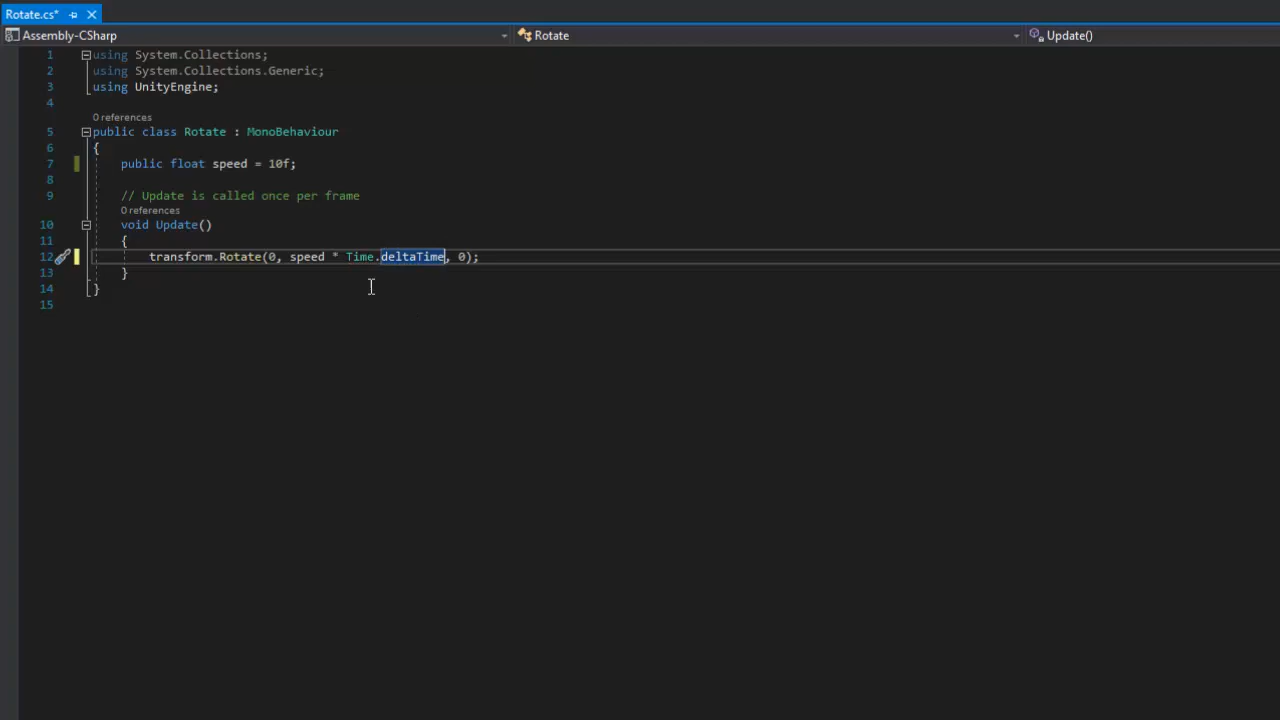 Rotate.cs*
Assembly-CSharp Rotate Update()
1 using System.Collections;
2 using System.Collections.Generic;
3 using UnityEngine;
4
0 references
5 public class Rotate : MonoBehaviour
6 {
7 public float speed = 10f;
8
9 // Update is called once per frame
0 references
10 void Update()
11 {
12 transform.Rotate(0, speed * Time.deltaTime, 0);
13 }
14 }
15